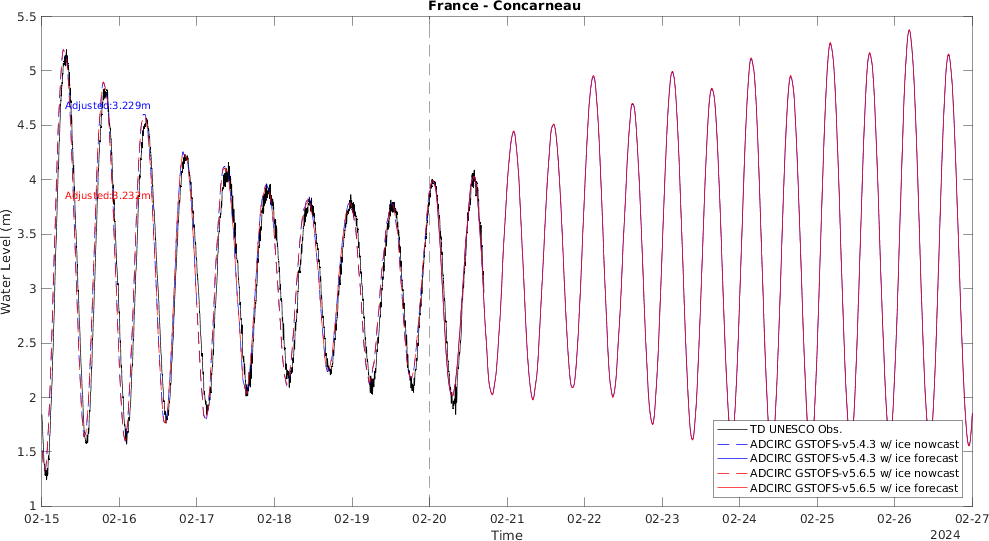 France - Concarneau
Water Level (m)
5.5
5
4.5
4
3.5
3
2.5
2
1.5
1
Adjusted:3.229m
Adjusted:3.232m
TD UNESCO Obs.
ADCIRC GSTOFS-v5.4.3 w/ ice nowcast
ADCIRC GSTOFS-v5.4.3 w/ ice forecast
ADCIRC GSTOFS-v5.6.5 w/ ice nowcast
ADCIRC GSTOFS-v5.6.5 w/ ice forecast
02-15 02-16 02-17 02-18 02-19 02-20 02-21 02-22 02-23 02-24 02-25 02-26 02-27
Time
2024